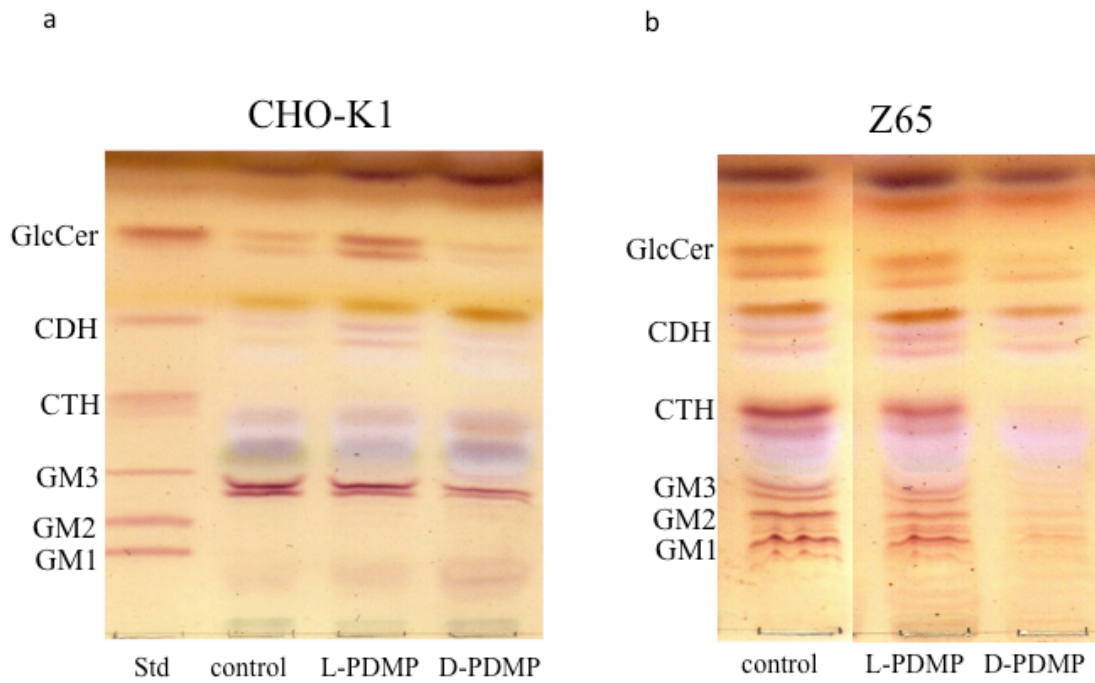 a
CHO-K1
GlcCer
CDH
CTH
GM3
GM2
GM1
Std control L-PDMP D-PDMP
b
Z65
GlcCer
CDH
CTH
GM3
GM2
GM1
control L-PDMP D-PDMP